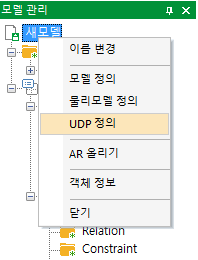 모델 관리
새모델
이름 변경
모델 정의
물리모델 정의
UDP 정의
AR 올리기
객체 정보
닫기
Relation
Constraint